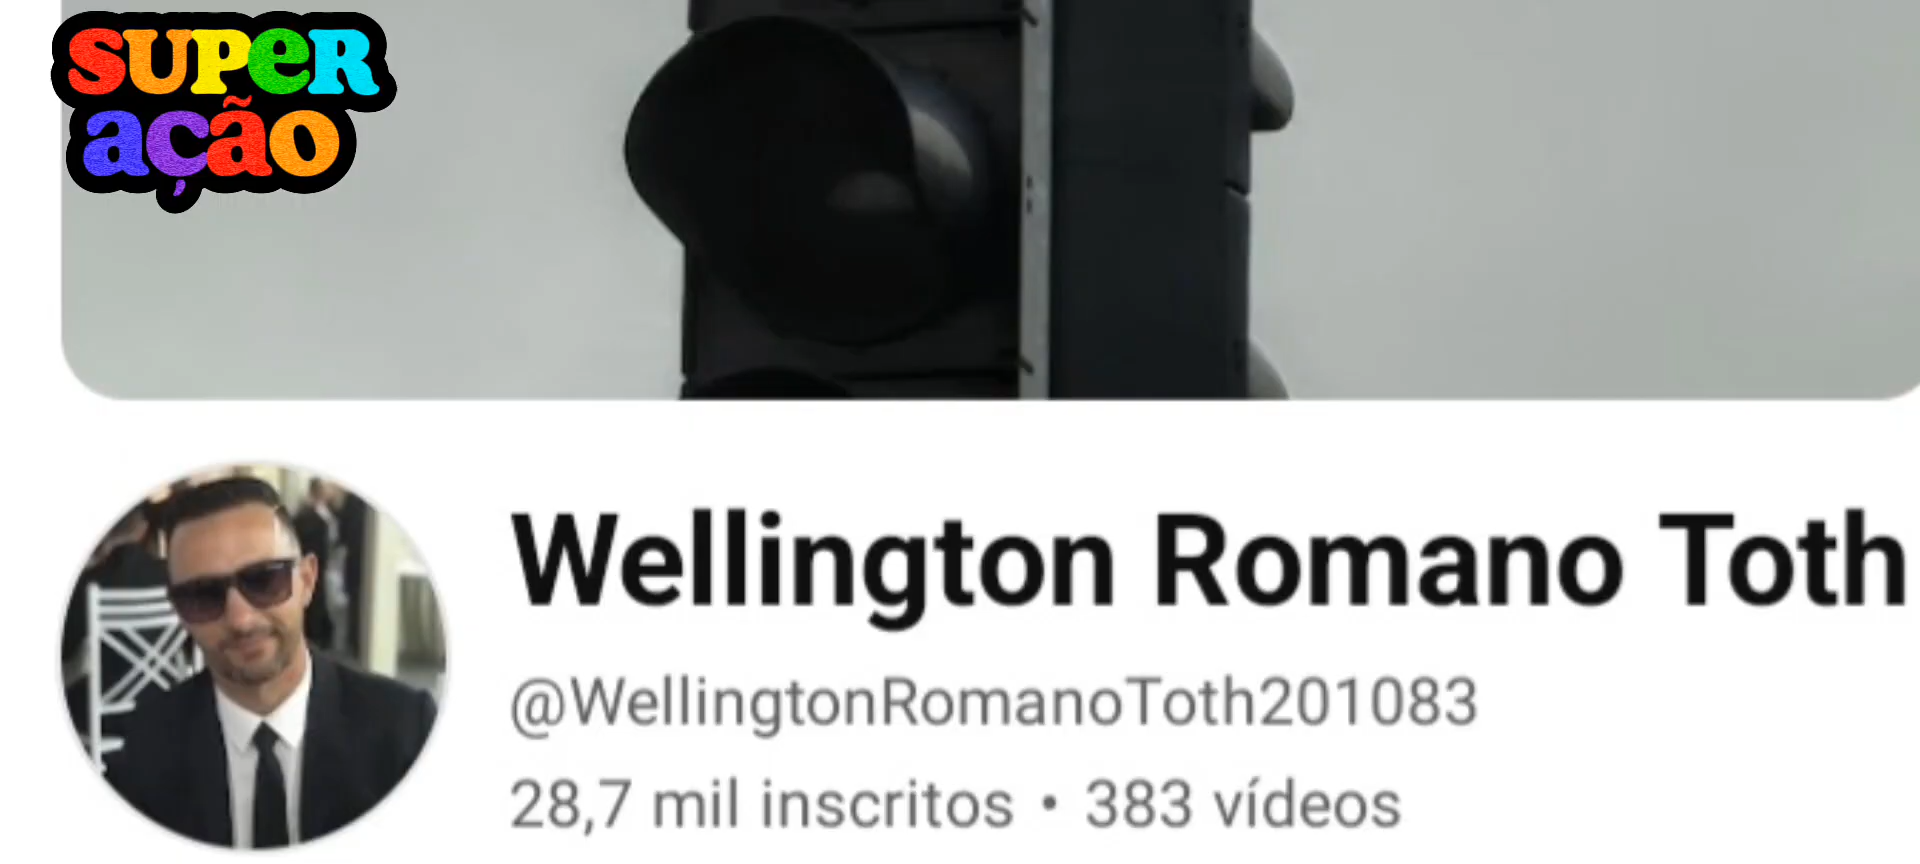 SUPER
AÇÃO
Wellington Romano Toth
@WellingtonRomanoToth201083
28,7 mil inscritos • 383 vídeos